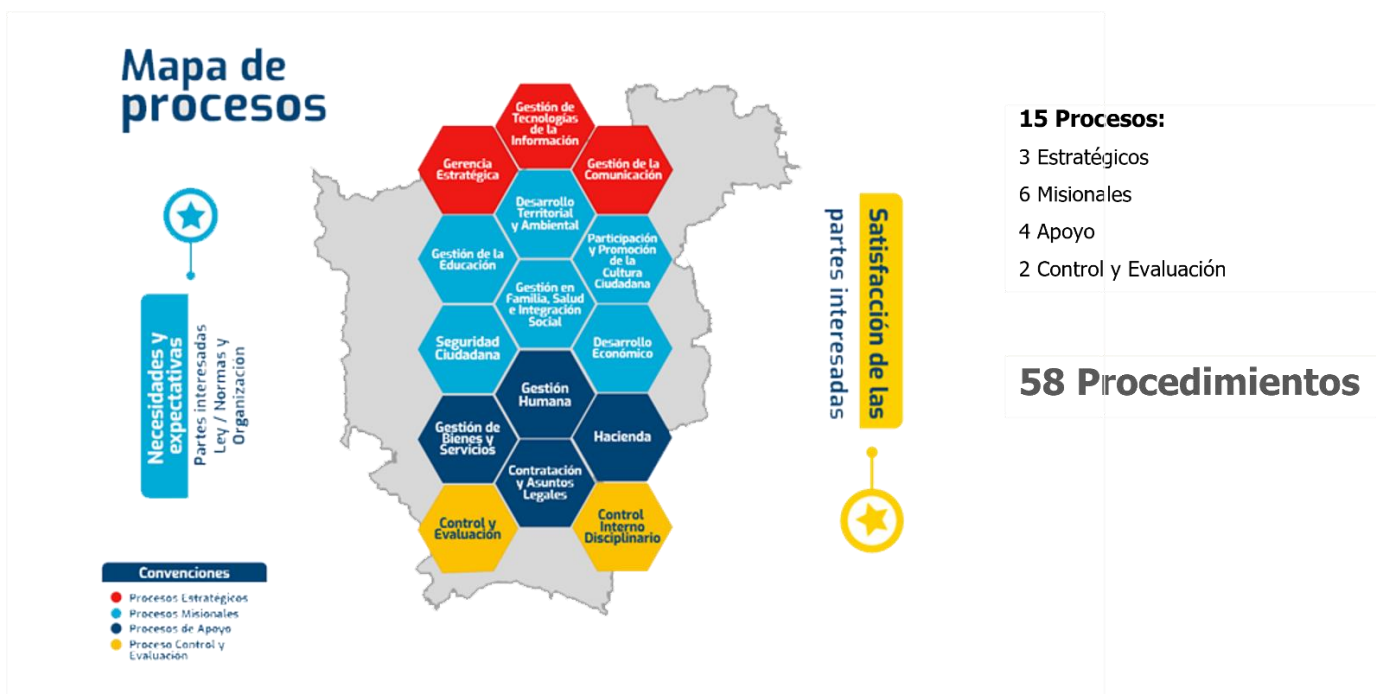 Mapa de
procesos
Necesidades y
expectativas
Partes interesadas
Ley / Normas y
Organización
Gestión de
Tecnologías
de la
Información
Gerencia
Estratégica
Gestión de la
Comunicación
Desarrollo
Territorial
y Ambiental
Gestión de la
Educación
Participación
y Promoción
de la
Cultura
Ciudadana
Gestión en
Familia, Salud
e Integración
Social
Seguridad
Ciudadana
Desarrollo
Económico
Gestión
Humana
Gestión de
Bienes y
Servicios
Hacienda
Contratación
y Asuntos
Legales
Control y
Evaluación
Control
Interno
Disciplinario
Satisfacción de las
partes interesadas
Convenciones
Procesos Estratégicos
Procesos Misionales
Procesos de Apoyo
Proceso Control y
Evaluación
15 Procesos:
3 Estratégicos
6 Misionales
4 Apoyo
2 Control y Evaluación
58 Procedimientos